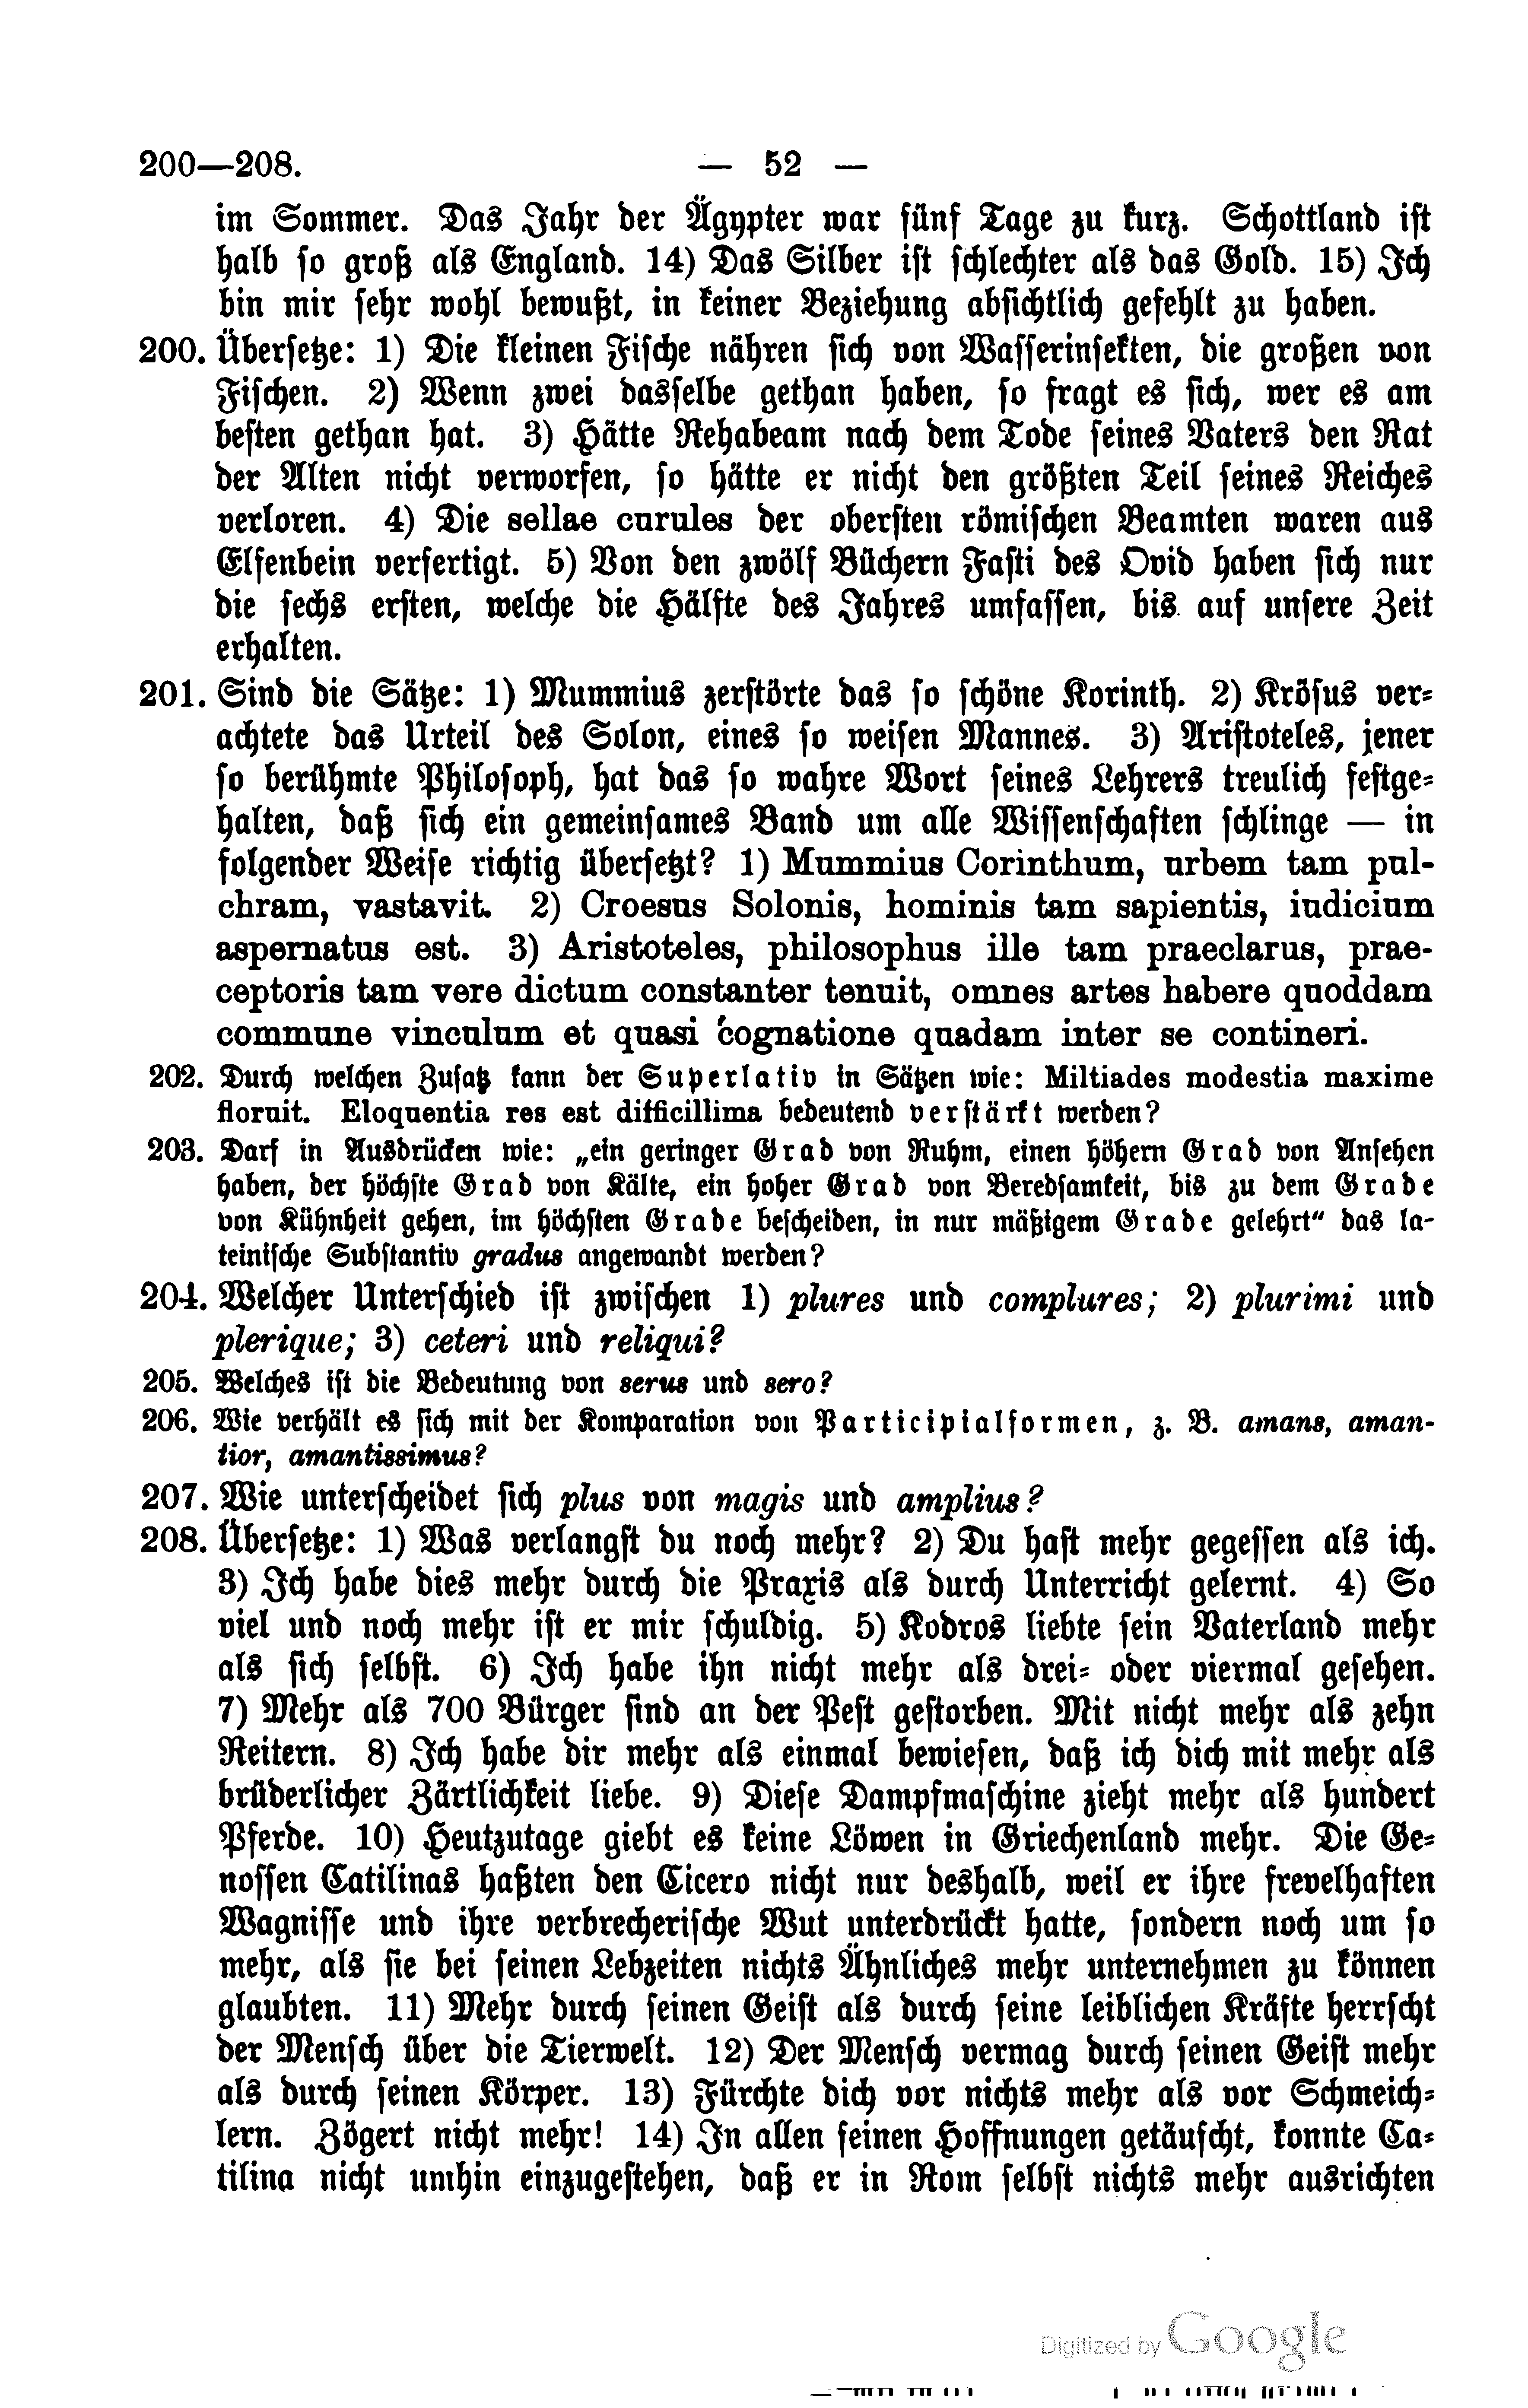 200—208. — 52 —
im Sommer. Das Jahr der Ägypter war fünf Tage zu kurz. Schottland ist
halb so groß als England. 14) Das Silber ist schlechter als das Gold. 15) Ich
bin mir sehr wohl bewußt, in keiner Beziehung absichtlich gefehlt zu haben.
200. Übersetze: 1) Die kleinen Fische nähren sich von Wasserinsekten, die großen von
Fischen. 2) Wenn zwei dasselbe gethan haben, so fragt es sich, wer es am
besten gethan hat. 3) Hätte Rehabeam nach dem Tode seines Vaters den Rat
der Alten nicht verworfen, so hätte er nicht den größten Teil seines Reiches
verloren. 4) Die sellae curules der obersten römischen Beamten waren aus
Elfenbein verfertigt. 5) Von den zwölf Büchern Fasti des Ovid haben sich nur
die sechs ersten, welche die Hälfte des Jahres umfassen, bis auf unsere Zeit
erhalten.
201. Sind die Sätze: 1) Mummius zerstörte das so schöne Korinth. 2) Krösus ver-
achtete das Urteil des Solon, eines so weisen Mannes. 3) Aristoteles, jener
so berühmte Philosoph, hat das so wahre Wort seines Lehrers treulich festge-
halten, daß sich ein gemeinsames Band um alle Wissenschaften schlinge — in
folgender Weise richtig übersetzt? 1) Mummius Corinthum, urbem tam pul-
chram, vastavit. 2) Croesus Solonis, hominis tam sapientis, iudicium
aspernatus est. 3) Aristoteles, philosophus ille tam praeclarus, prae-
ceptoris tam vere dictum constanter tenuit, omnes artes habere quoddam
commune vinculum et quasi cognatione quadam inter se contineri.
202. Durch welchen Zusatz kann der Superlativ in Sätzen wie: Miltiades modestia maxime
floruit. Eloquentia res est difficillima bedeutend verstärkt werden?
203. Darf in Ausdrücken wie: „ein geringer Grad von Ruhm, einen höhern Grad von Ansehen
haben, der höchste Grad von Kälte, ein hoher Grad von Beredsamkeit, bis zu dem Grade
von Kühnheit gehen, im höchsten Grade bescheiden, in nur mäßigem Grade gelehrt“ das la-
teinische Substantiv gradus angewandt werden?
204. Welcher Unterschied ist zwischen 1) plures und complures; 2) plurimi und
plerique; 3) ceteri und reliqui?
205. Welches ist die Bedeutung von serus und sero?
206. Wie verhält es sich mit der Komparation von Participialformen, z. B. amans, aman-
tior, amantissimus?
207. Wie unterscheidet sich plus von magis und amplius?
208. Übersetze: 1) Was verlangst du noch mehr? 2) Du hast mehr gegessen als ich.
3) Ich habe dies mehr durch die Praxis als durch Unterricht gelernt. 4) So
viel und noch mehr ist er mir schuldig. 5) Kodros liebte sein Vaterland mehr
als sich selbst. 6) Ich habe ihn nicht mehr als drei- oder viermal gesehen.
7) Mehr als 700 Bürger sind an der Pest gestorben. Mit nicht mehr als zehn
Reitern. 8) Ich habe dir mehr als einmal bewiesen, daß ich dich mit mehr als
brüderlicher Zärtlichkeit liebe. 9) Diese Dampfmaschine zieht mehr als hundert
Pferde. 10) Heutzutage giebt es keine Löwen in Griechenland mehr. Die Ge-
nossen Catilinas haßten den Cicero nicht nur deshalb, weil er ihre frevelhaften
Wagnisse und ihre verbrecherische Wut unterdrückt hatte, sondern noch um so
mehr, als sie bei seinen Lebzeiten nichts Ähnliches mehr unternehmen zu können
glaubten. 11) Mehr durch seinen Geist als durch seine leiblichen Kräfte herrscht
der Mensch über die Tierwelt. 12) Der Mensch vermag durch seinen Geist mehr
als durch seinen Körper. 13) Fürchte dich vor nichts mehr als vor Schmeich-
lern. Zögert nicht mehr! 14) In allen seinen Hoffnungen getäuscht, konnte Ca-
tilina nicht umhin einzugestehen, daß er in Rom selbst nichts mehr ausrichten
Digitized by Google